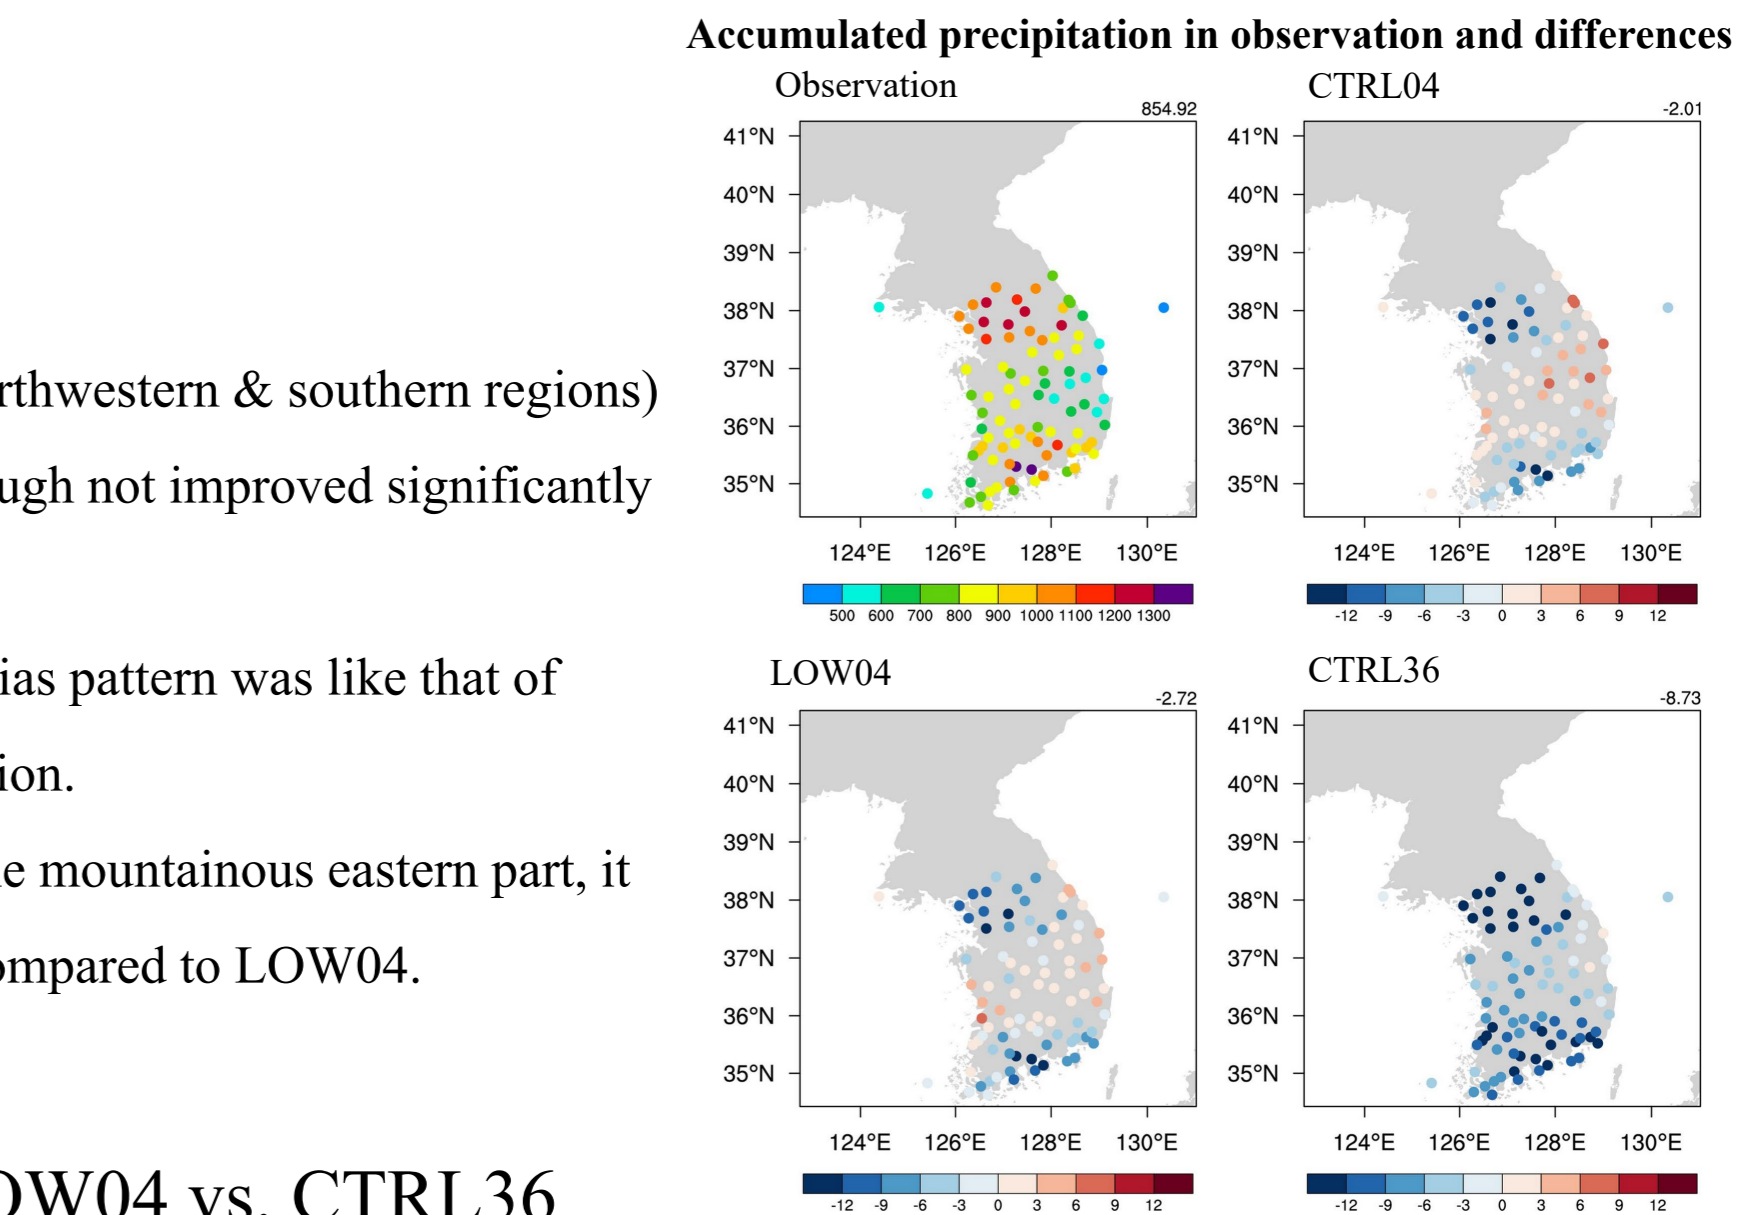 Accumulated precipitation in observation and differences
Observation
854.92
41°N
40°N
39°N
38°N
37°N
36°N
35°N
124°E 126°E 128°E 130°E
500 600 700 800 900 1000 1100 1200 1300
CTRL04
-2.01
41°N
40°N
39°N
38°N
37°N
36°N
35°N
124°E 126°E 128°E 130°E
-12 -9 -6 -3 0 3 6 9 12
rthwestern & southern regions)
ugh not improved significantly
ias pattern was like that of
ion.
e mountainous eastern part, it
ompared to LOW04.
OW04 vs. CTRL36
LOW04
-2.72
41°N
40°N
39°N
38°N
37°N
36°N
35°N
124°E 126°E 128°E 130°E
-12 -9 -6 -3 0 3 6 9 12
CTRL36
-8.73
41°N
40°N
39°N
38°N
37°N
36°N
35°N
124°E 126°E 128°E 130°E
-12 -9 -6 -3 0 3 6 9 12